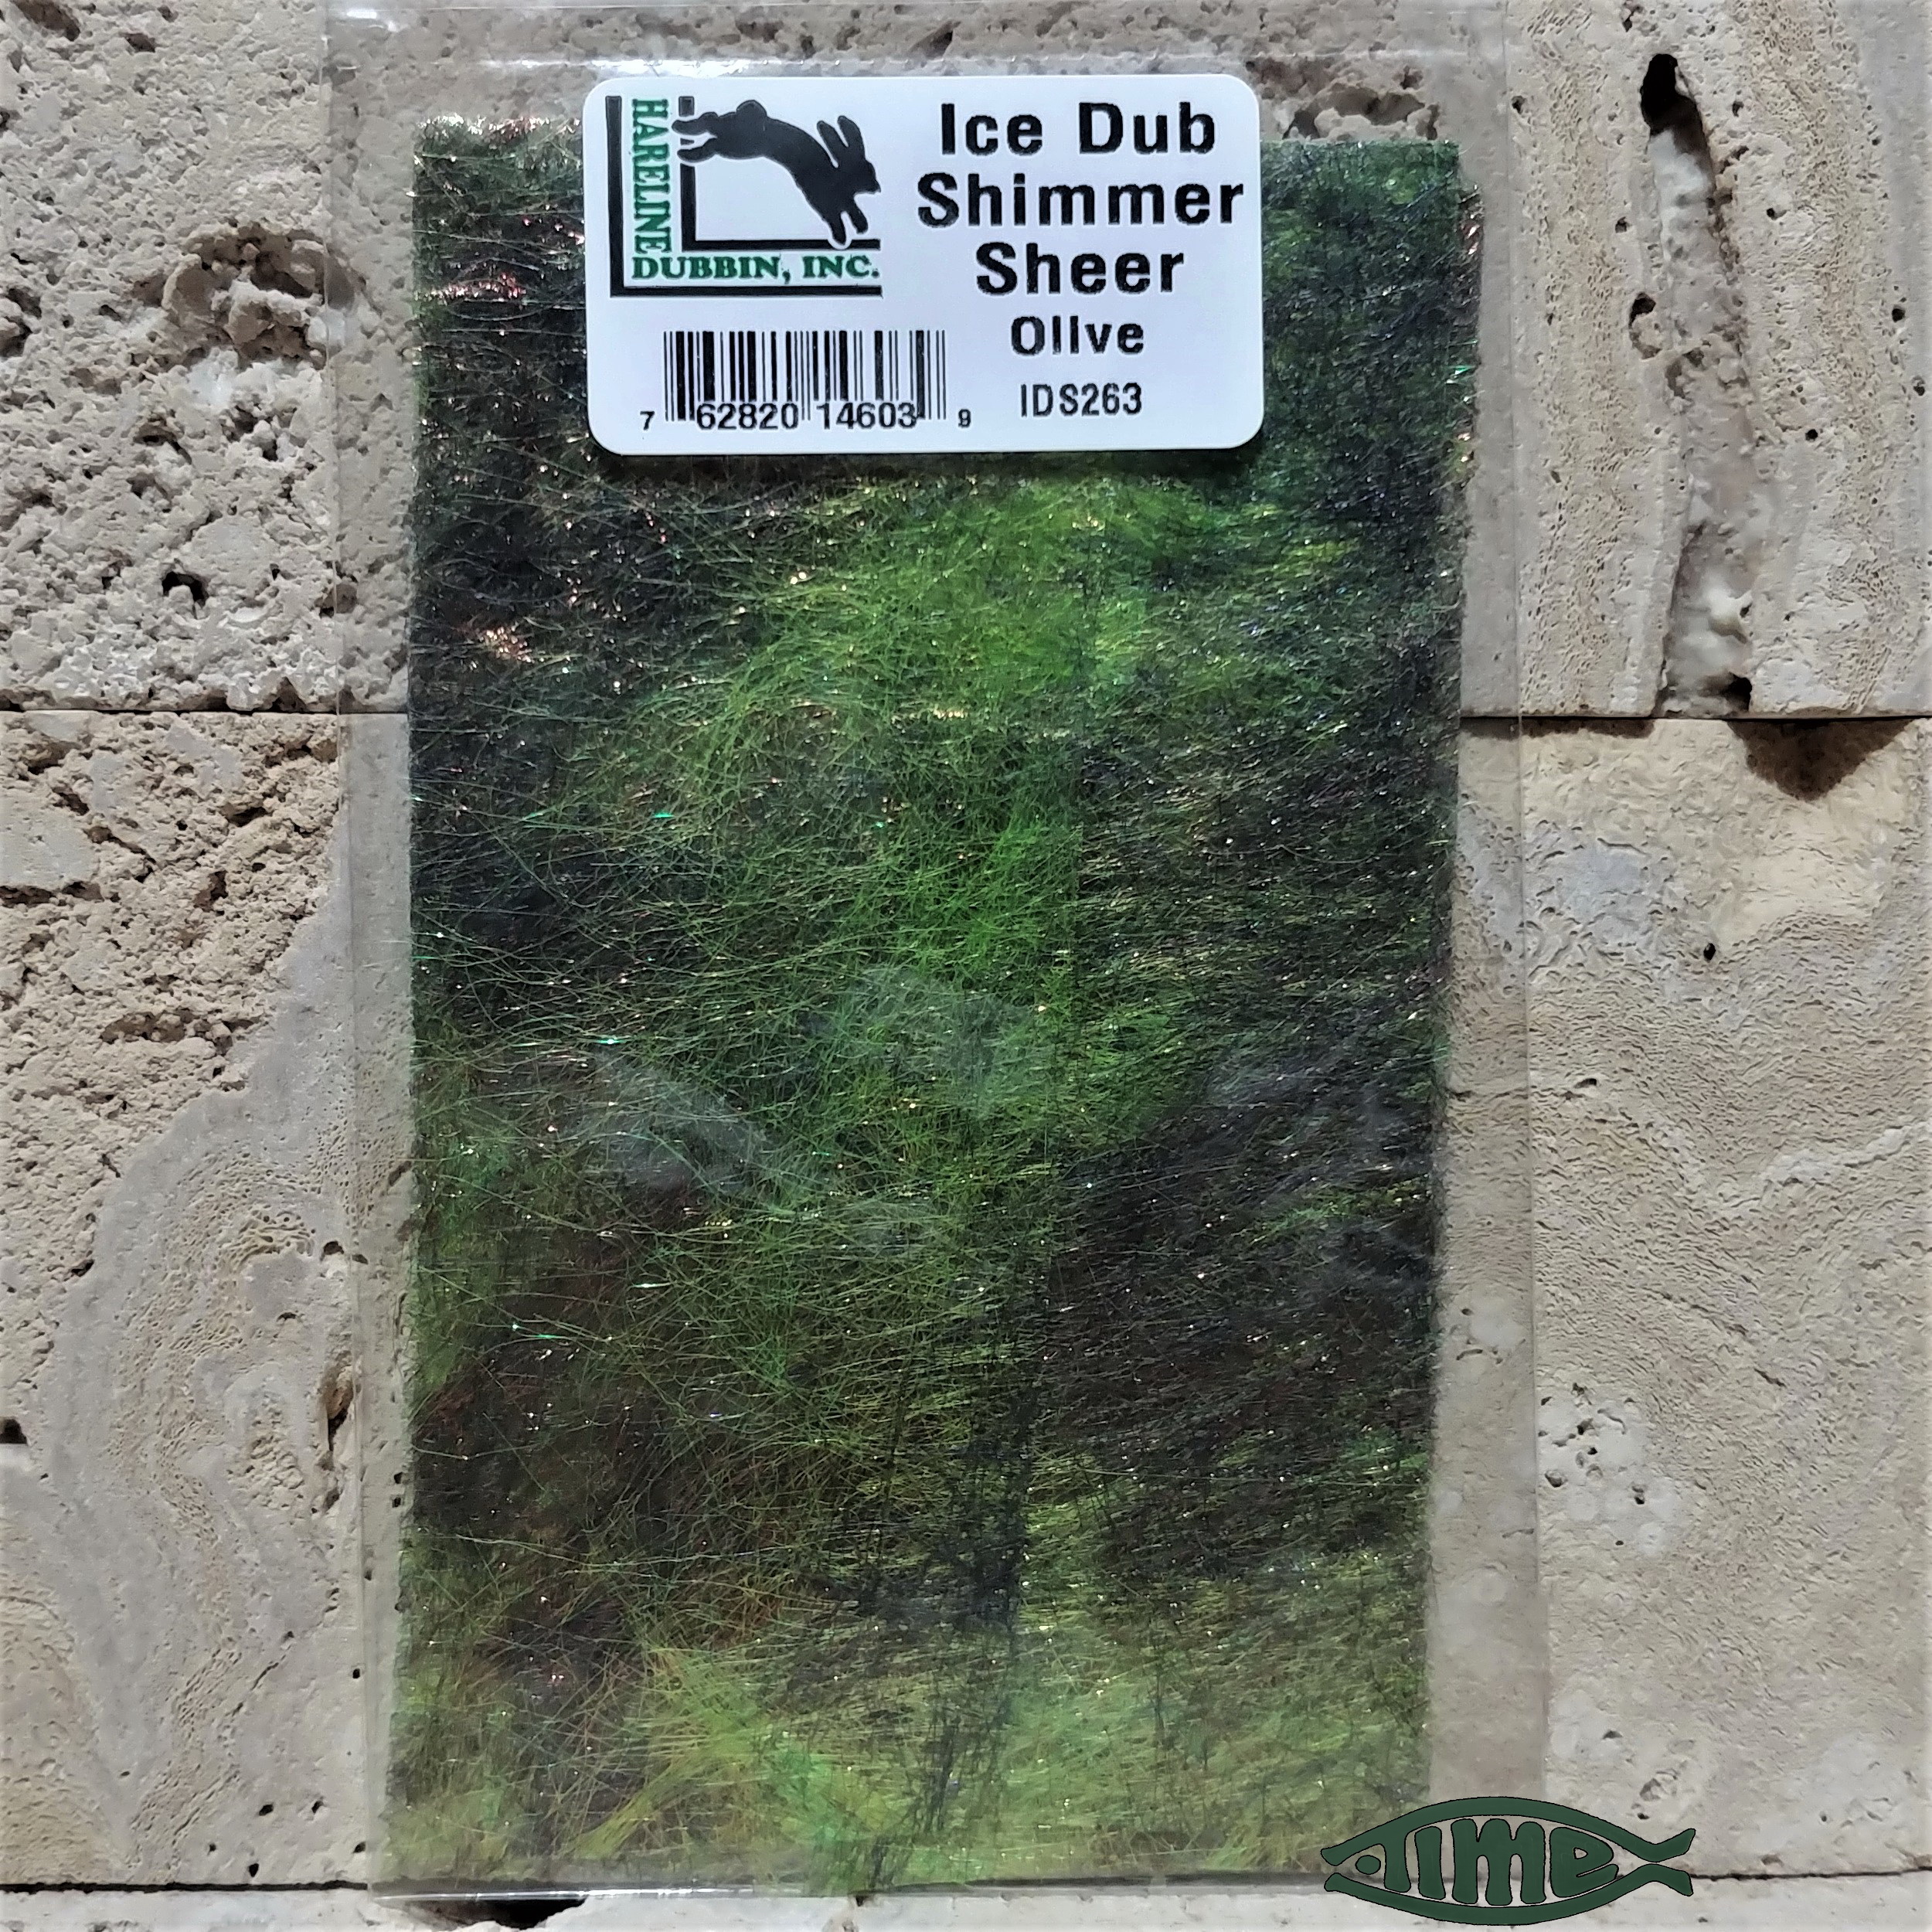 HARELINE
DUBBIN, INC.
Ice Dub
Shimmer
Sheer
Olive
IDS263
7 62820 14603 9
TIME